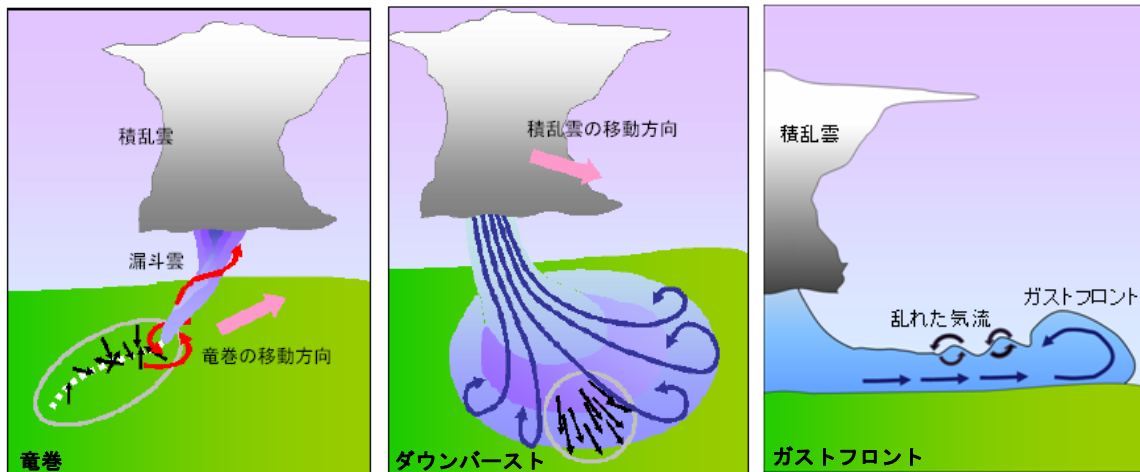 積乱雲
漏斗雲
竜巻の移動方向
竜巻
積乱雲の移動方向
ダウンバースト
積乱雲
ガストフロント
乱れた気流
ガストフロント